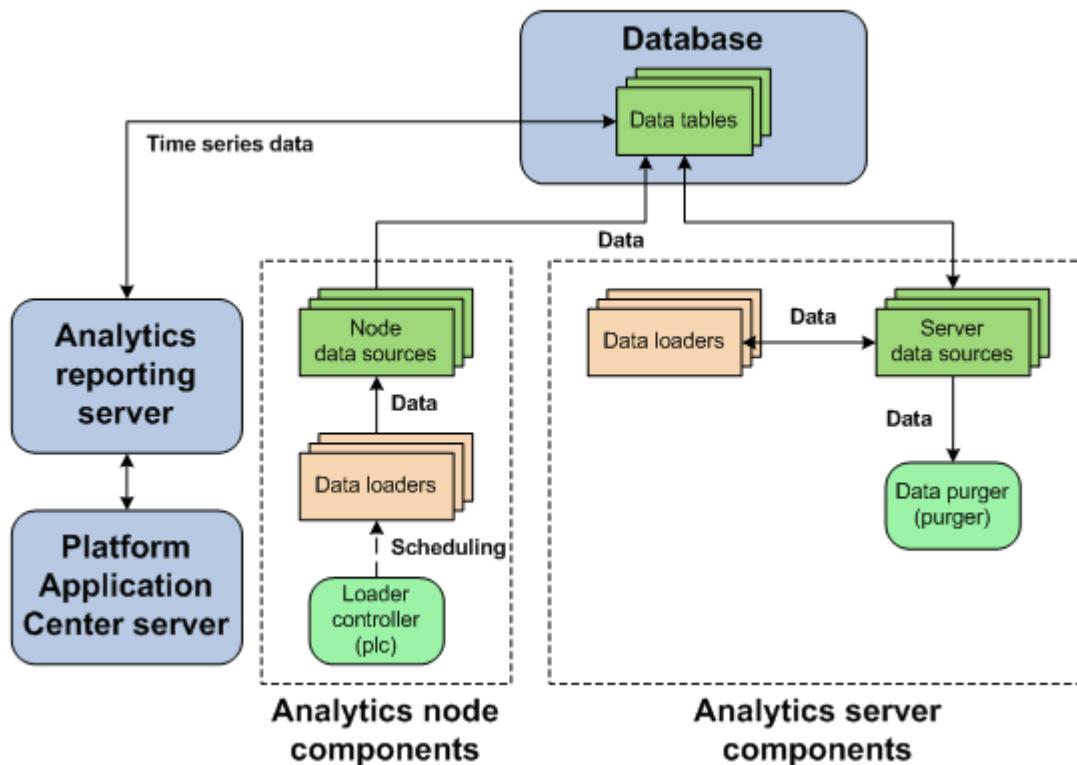 Database
Data tables
Time series data
Data
Analytics
reporting
server
Platform
Application
Center server
Node
data sources
Data
Data loaders
Scheduling
Loader
controller
(plc)
Analytics node
components
Data loaders
Data
Server
data sources
Data
Data purger
(purger)
Analytics server
components